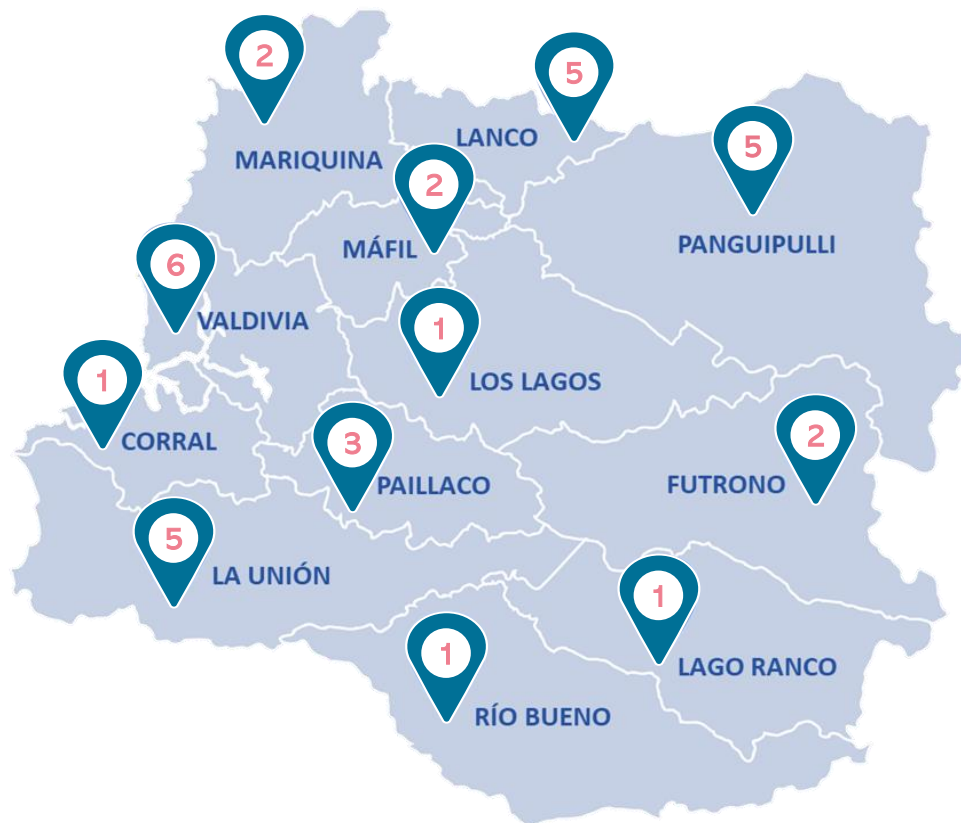 2
MARIQUINA
5
LANCO
5
PANGUIPULLI
2
MÁFIL
6
VALDIVIA
1
LOS LAGOS
1
CORRAL
3
PAILLACO
2
FUTRONO
5
LA UNIÓN
1
LAGO RANCO
1
RÍO BUENO